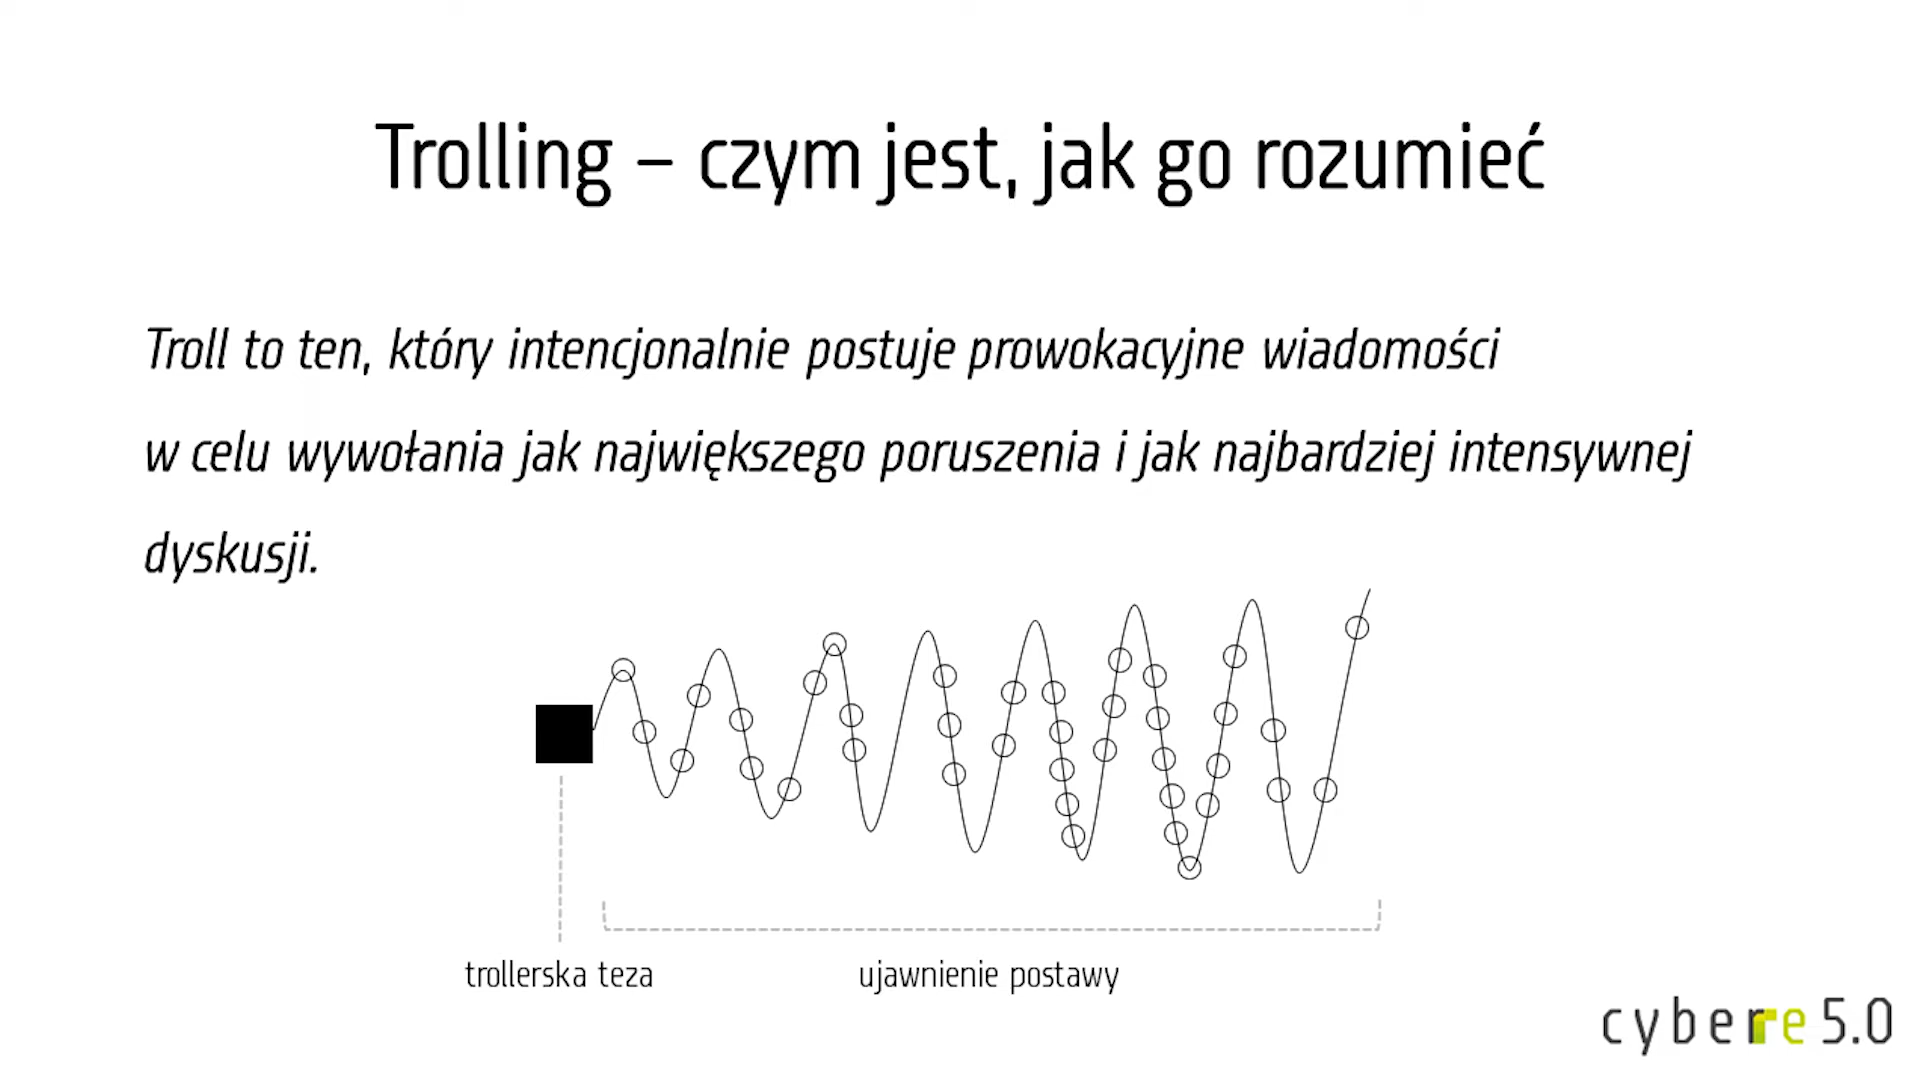 Trolling – czym jest, jak go rozumieć
Troll to ten, który intencjonalnie postuje prowokacyjne wiadomości
w celu wywołania jak największego poruszenia i jak najbardziej intensywnej
dyskusji.
trollerska teza
ujawnienie postawy
cyberre 5.0